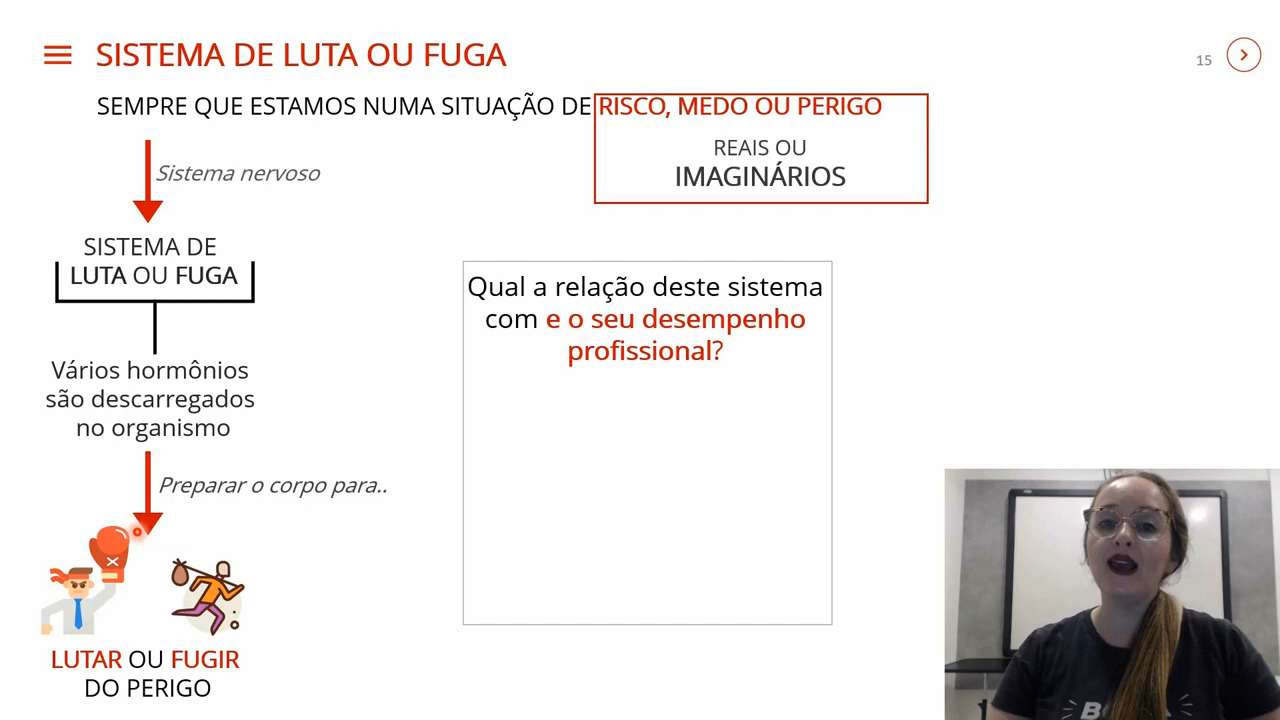 SISTEMA DE LUTA OU FUGA
15
SEMPRE QUE ESTAMOS NUMA SITUAÇÃO DE RISCO, MEDO OU PERIGO
REAIS OU
IMAGINÁRIOS
Sistema nervoso
SISTEMA DE
LUTA OU FUGA
Vários hormônios
são descarregados
no organismo
Preparar o corpo para..
LUTAR OU FUGIR
DO PERIGO
Qual a relação deste sistema
com e o seu desempenho
profissional?